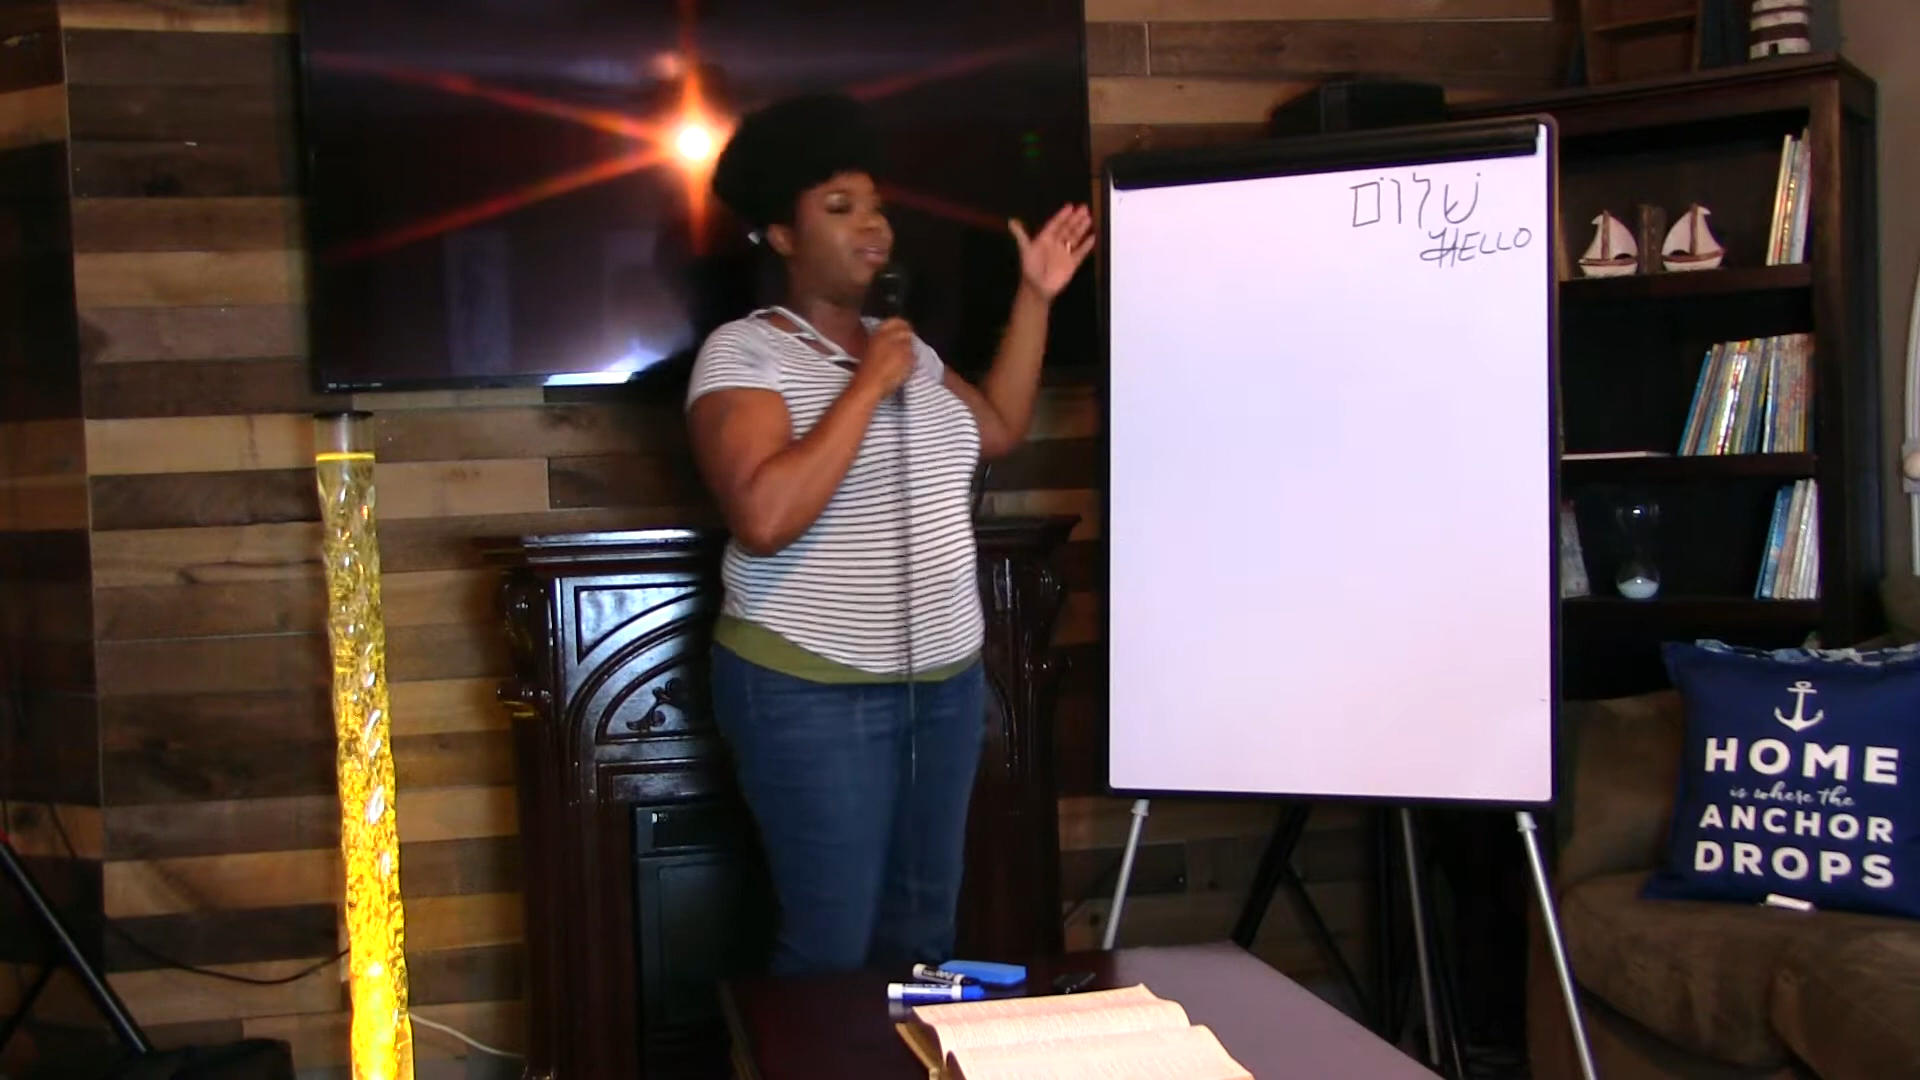 שלום
HELLO
HOME
is where the
ANCHOR
DROPS